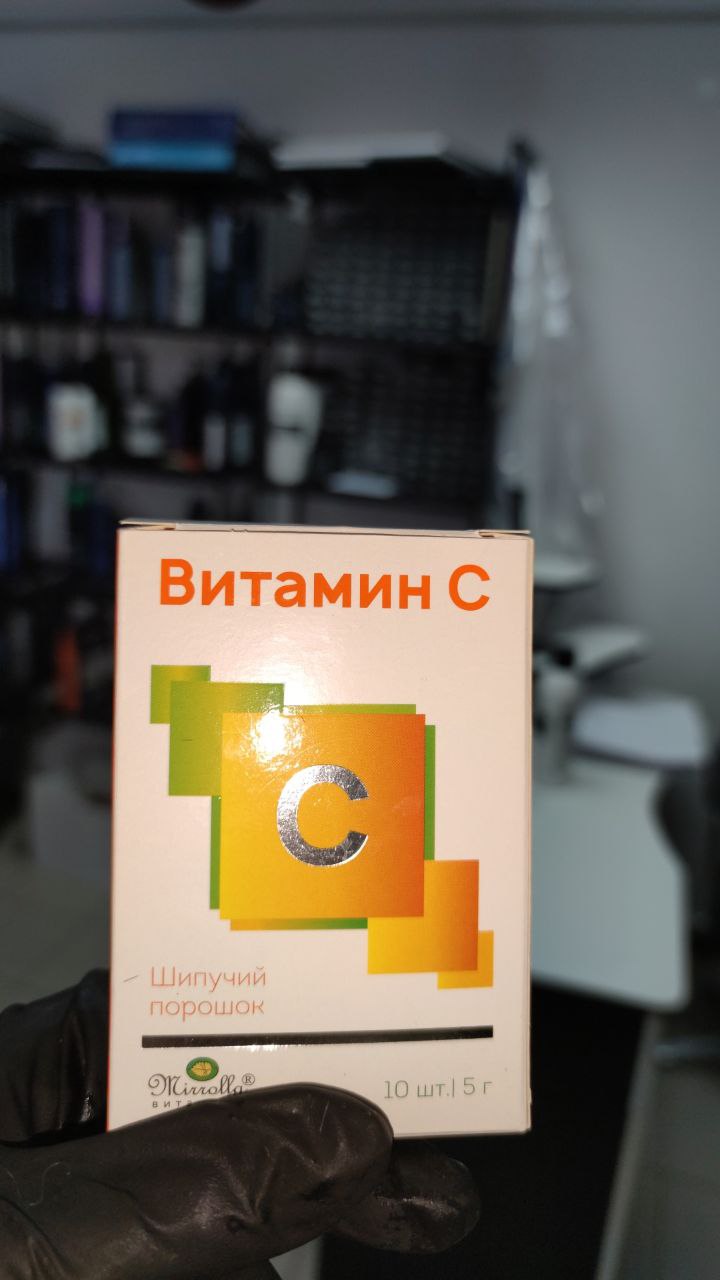 Витамин С
С
Шипучий
порошок
Mirrolla®
10 шт.| 5 г